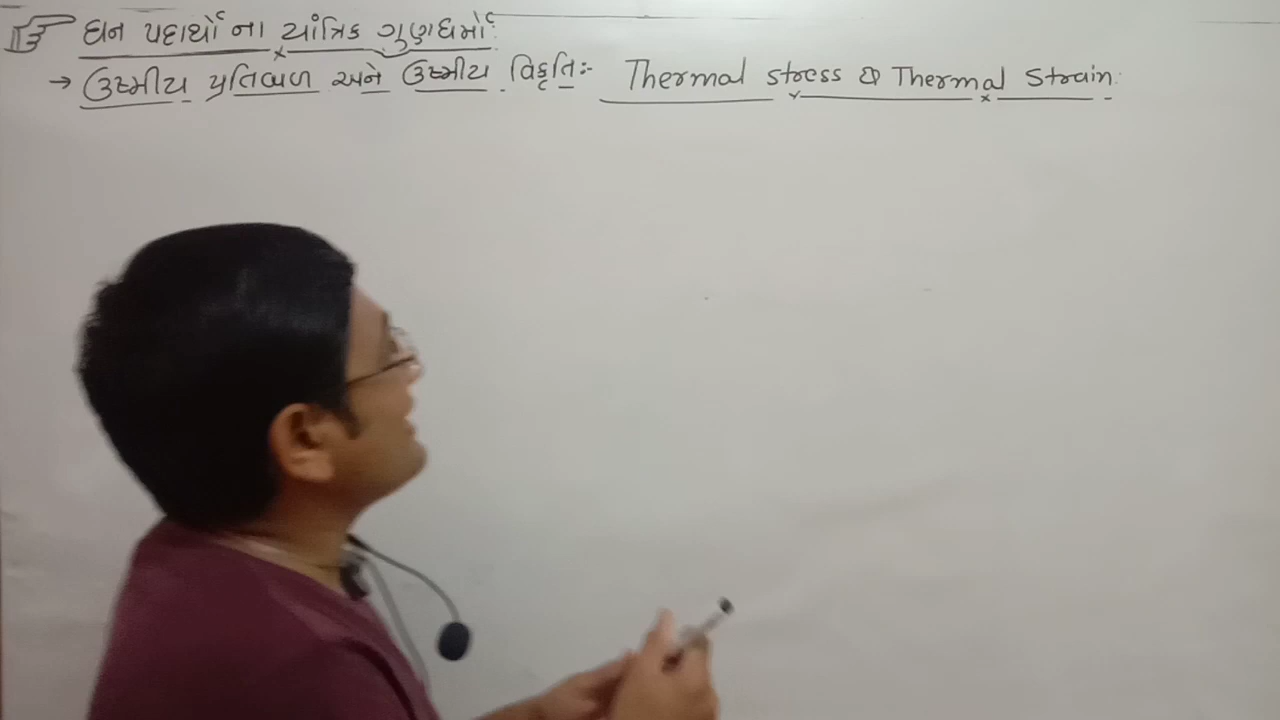 ઘન પદાર્થોના યાંત્રિક ગુણધર્મો
→ ઉષ્મીય પ્રતિબળ અને ઉષ્મીય વિકૃતિ:- Thermal stress & Thermal Strain: